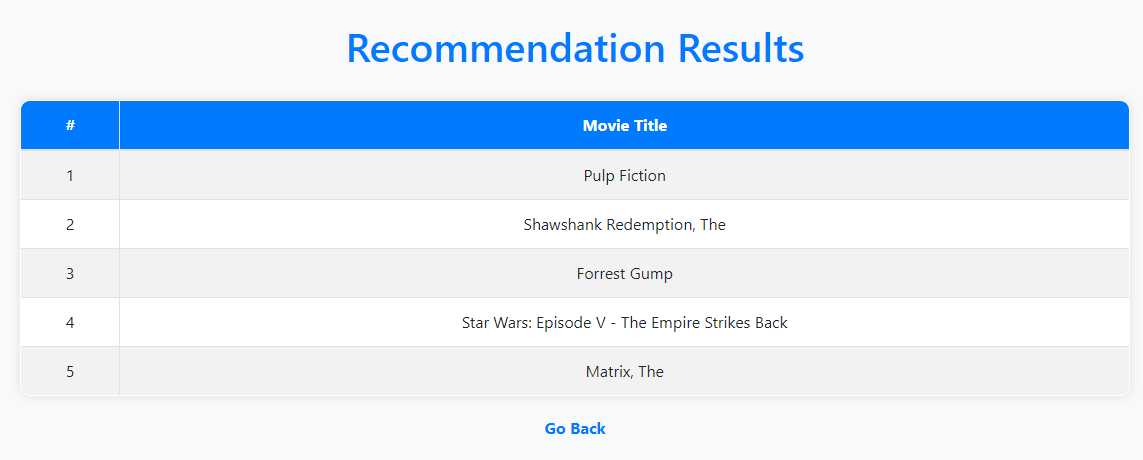 Recommendation Results
# Movie Title
1 Pulp Fiction
2 Shawshank Redemption, The
3 Forrest Gump
4 Star Wars: Episode V - The Empire Strikes Back
5 Matrix, The
Go Back